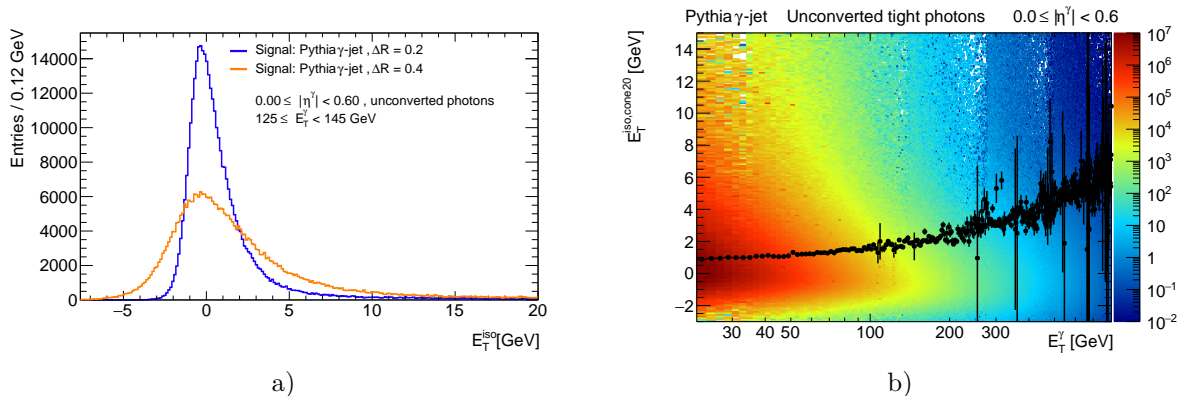 Entries / 0.12 GeV
14000
12000
10000
8000
6000
4000
2000
0
Signal: Pythia γ-jet , ΔR = 0.2
Signal: Pythia γ-jet , ΔR = 0.4
0.00 ≤ |η^γ| < 0.60 , unconverted photons
125 ≤ E_T^γ < 145 GeV
−5 0 5 10 15 20
E_T^iso [GeV]
a)
Pythia γ-jet Unconverted tight photons 0.0 ≤ |η^γ| < 0.6
E_T^iso,cone20 [GeV]
14
12
10
8
6
4
2
0
−2
30 40 50 100 200 300
E_T^γ [GeV]
10^7
10^6
10^5
10^4
10^3
10^2
10
1
10^−1
10^−2
b)